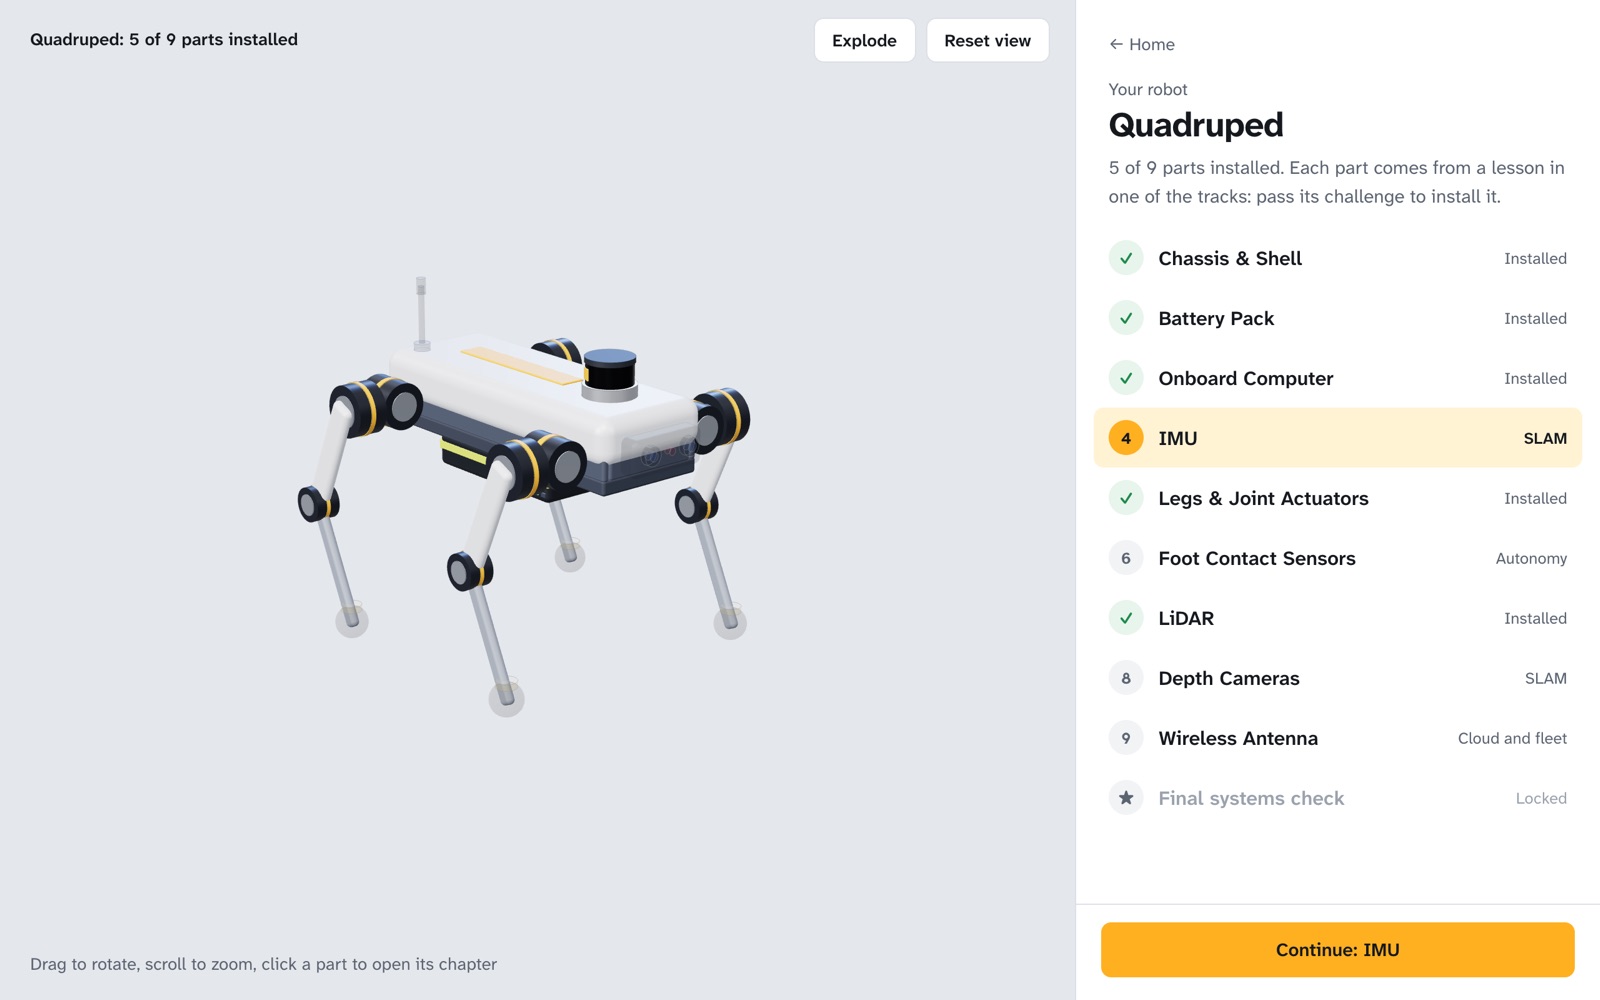 Quadruped: 5 of 9 parts installed
Explode
Reset view
Drag to rotate, scroll to zoom, click a part to open its chapter
← Home
Your robot
Quadruped
5 of 9 parts installed. Each part comes from a lesson in
one of the tracks: pass its challenge to install it.
Chassis & Shell Installed
Battery Pack Installed
Onboard Computer Installed
4 IMU SLAM
Legs & Joint Actuators Installed
6 Foot Contact Sensors Autonomy
LiDAR Installed
8 Depth Cameras SLAM
9 Wireless Antenna Cloud and fleet
Final systems check Locked
Continue: IMU